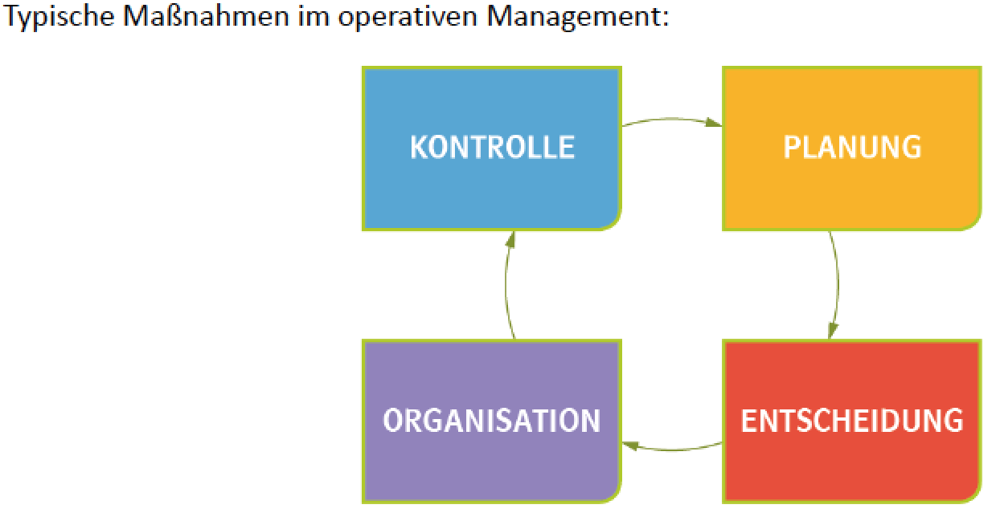 Typische Maßnahmen im operativen Management:
KONTROLLE
PLANUNG
ORGANISATION
ENTSCHEIDUNG